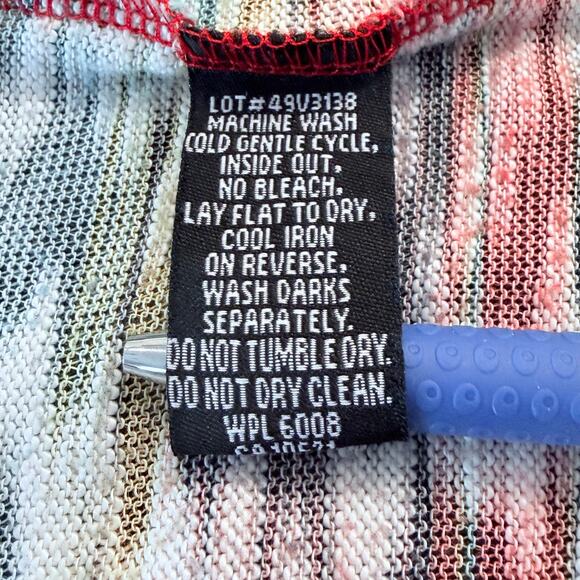 LOT#49V3138
MACHINE WASH
COLD GENTLE CYCLE,
INSIDE OUT,
NO BLEACH,
LAY FLAT TO DRY,
COOL IRON
ON REVERSE,
WASH DARKS
SEPARATELY.
DO NOT TUMBLE DRY.
DO NOT DRY CLEAN.
WPL 6008